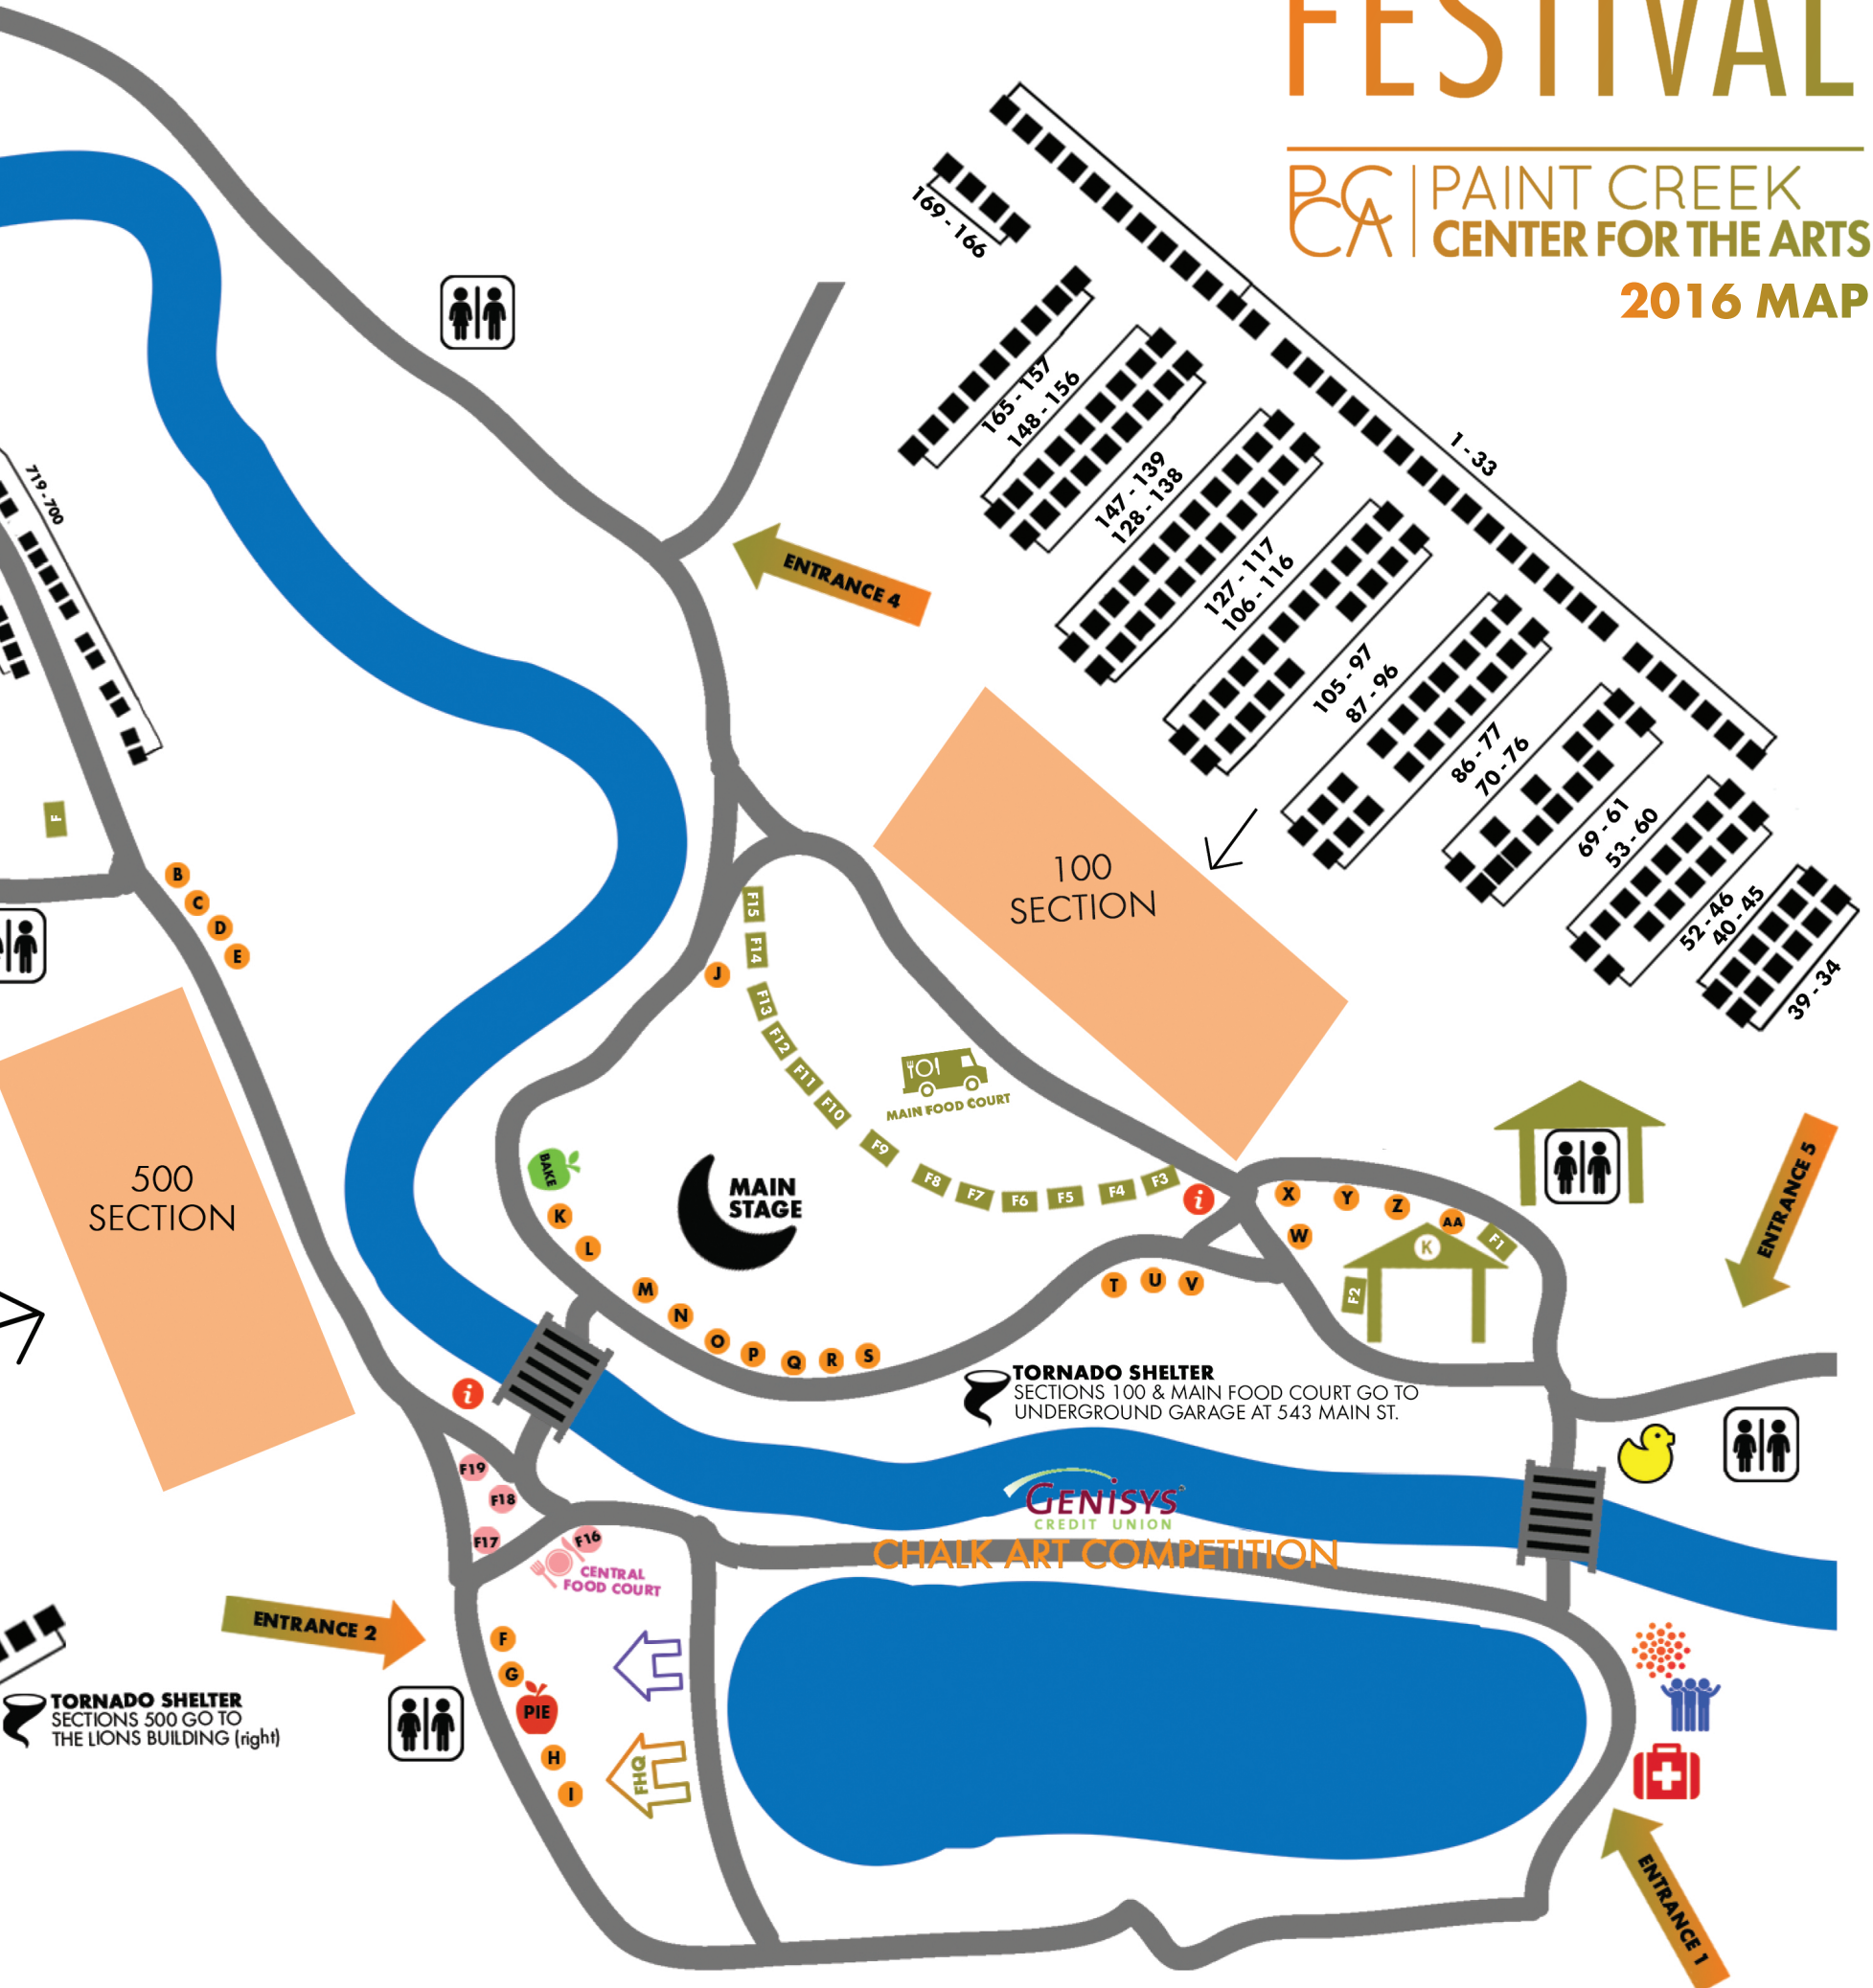 FESTIVAL
PCCA
PAINT CREEK
CENTER FOR THE ARTS
2016 MAP
169 - 166
1 - 33
165 - 157
148 - 156
147 - 139
128 - 138
127 - 117
106 - 116
105 - 97
87 - 96
86 - 77
70 - 76
69 - 61
53 - 60
52 - 46
40 - 45
39 - 34
719 - 700
ENTRANCE 4
100
SECTION
F
B
C
D
E
J
F15
F14
F13
F12
F11
F10
F9
F8
F7
F6
F5
F4
F3
i
MAIN FOOD COURT
500
SECTION
BAKE
K
L
M
N
O
P
Q
R
S
MAIN
STAGE
T
U
V
W
X
Y
Z
AA
F1
K
F2
ENTRANCE 5
TORNADO SHELTER
SECTIONS 100 & MAIN FOOD COURT GO TO
UNDERGROUND GARAGE AT 543 MAIN ST.
i
F19
F18
F17
F16
CENTRAL
FOOD COURT
GENISYS
CREDIT UNION
CHALK ART COMPETITION
ENTRANCE 2
F
G
PIE
H
I
FHQ
TORNADO SHELTER
SECTIONS 500 GO TO
THE LIONS BUILDING (right)
ENTRANCE 1